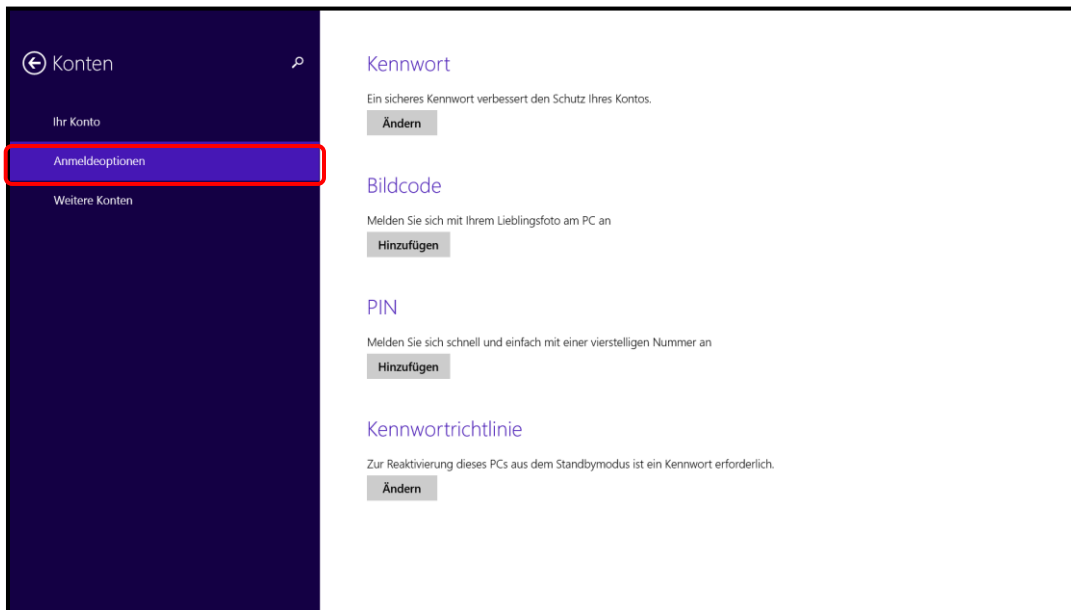 Konten
Ihr Konto
Anmeldeoptionen
Weitere Konten
Kennwort
Ein sicheres Kennwort verbessert den Schutz Ihres Kontos.
Ändern
Bildcode
Melden Sie sich mit Ihrem Lieblingsfoto am PC an
Hinzufügen
PIN
Melden Sie sich schnell und einfach mit einer vierstelligen Nummer an
Hinzufügen
Kennwortrichtlinie
Zur Reaktivierung dieses PCs aus dem Standbymodus ist ein Kennwort erforderlich.
Ändern